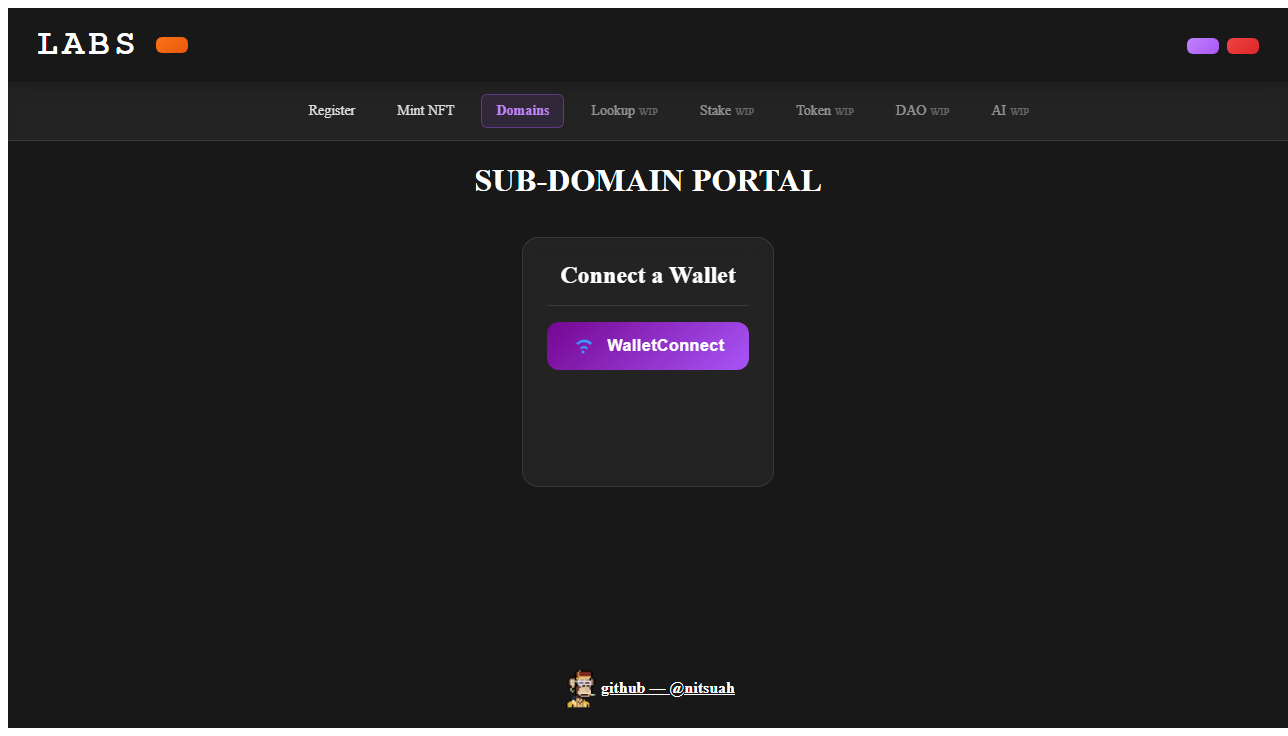 LABS
Register Mint NFT Domains Lookup WIP Stake WIP Token WIP DAO WIP AI WIP
SUB-DOMAIN PORTAL
Connect a Wallet
WalletConnect
github — @nitsuah